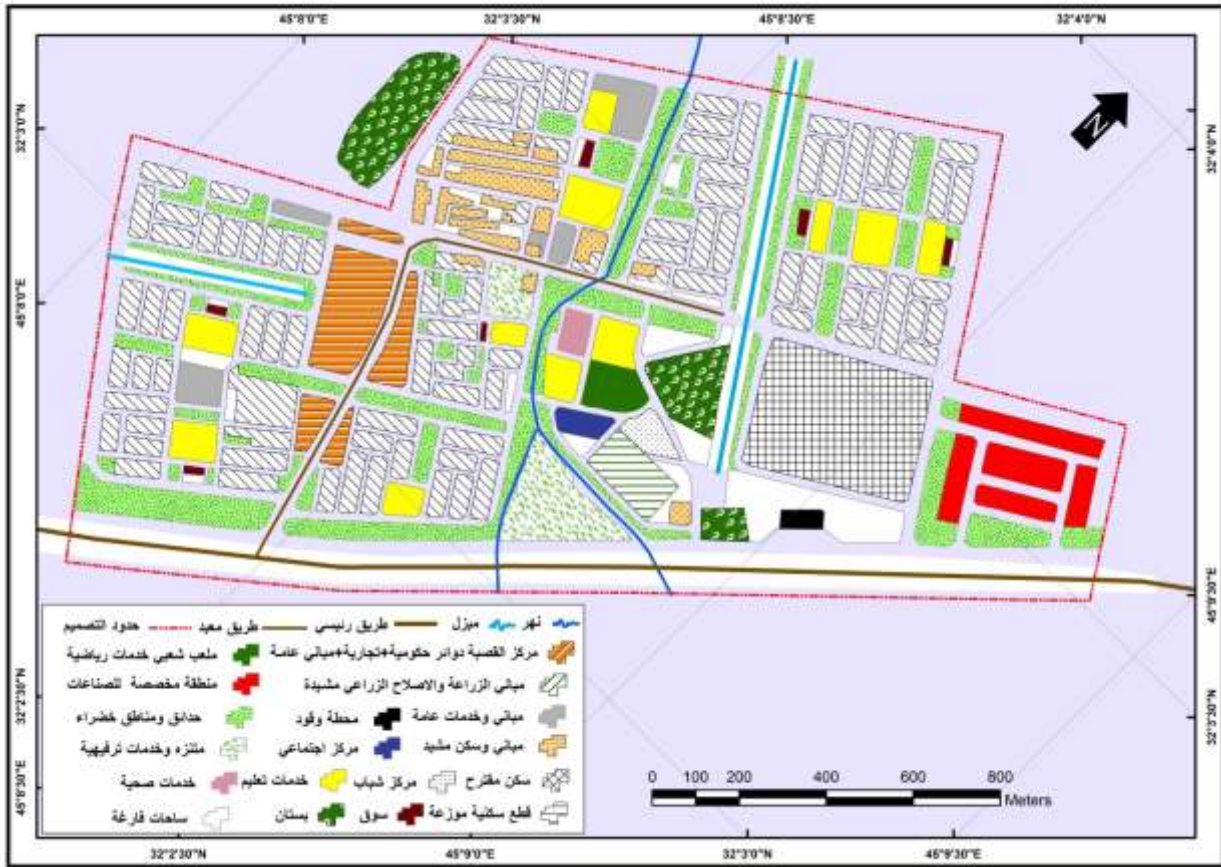 45°8'0"E 32°3'30"N 45°8'30"E 32°4'0"N
32°3'0"N
32°4'0"N
N
45°8'0"E
45°9'0"E
45°9'30"E
32°2'30"N
32°3'30"N
45°8'30"E
نهر ميزل طريق رئيسي طريق معبد حدود التصميم
مركز القصبة دوائر حكومية+تجارية+مباني عامة ملعب شعبي خدمات رياضية
مباني الزراعة والاصلاح الزراعي مشيدة منطقة مخصصة للصناعات
مباني وخدمات عامة محطة وقود حدائق ومناطق خضراء
مباني وسكن مشيد مركز اجتماعي متنزه وخدمات ترفيهية
سكن مقترح مركز شباب خدمات تعليم خدمات صحية
قطع سكنية موزعة سوق بستان ساحات فارغة
0 100 200 400 600 800
Meters
32°2'30"N 45°9'0"E 32°3'0"N 45°9'30"E